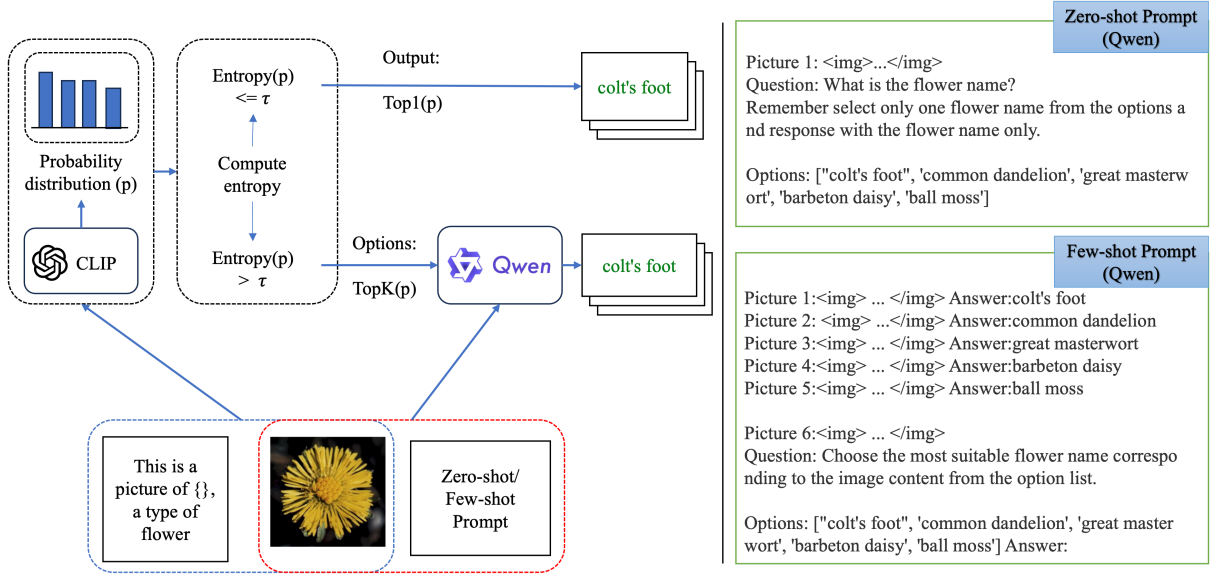 Probability
distribution (p)
CLIP
Entropy(p)
<= τ
Compute
entropy
Entropy(p)
> τ
Output:
Top1(p)
colt's foot
Options:
TopK(p)
Qwen
colt's foot
This is a
picture of {},
a type of
flower
Zero-shot/
Few-shot
Prompt
Zero-shot Prompt
(Qwen)
Picture 1: <img>...</img>
Question: What is the flower name?
Remember select only one flower name from the options a
nd response with the flower name only.
Options: ["colt's foot", 'common dandelion', 'great masterw
ort', 'barbeton daisy', 'ball moss']
Few-shot Prompt
(Qwen)
Picture 1:<img> ... </img> Answer:colt's foot
Picture 2: <img> ...</img> Answer:common dandelion
Picture 3:<img> ... </img> Answer:great masterwort
Picture 4:<img> ... </img> Answer:barbeton daisy
Picture 5:<img> ... </img> Answer:ball moss
Picture 6:<img> ... </img>
Question: Choose the most suitable flower name correspo
nding to the image content from the option list.
Options: ["colt's foot", 'common dandelion', 'great master
wort', 'barbeton daisy', 'ball moss'] Answer: